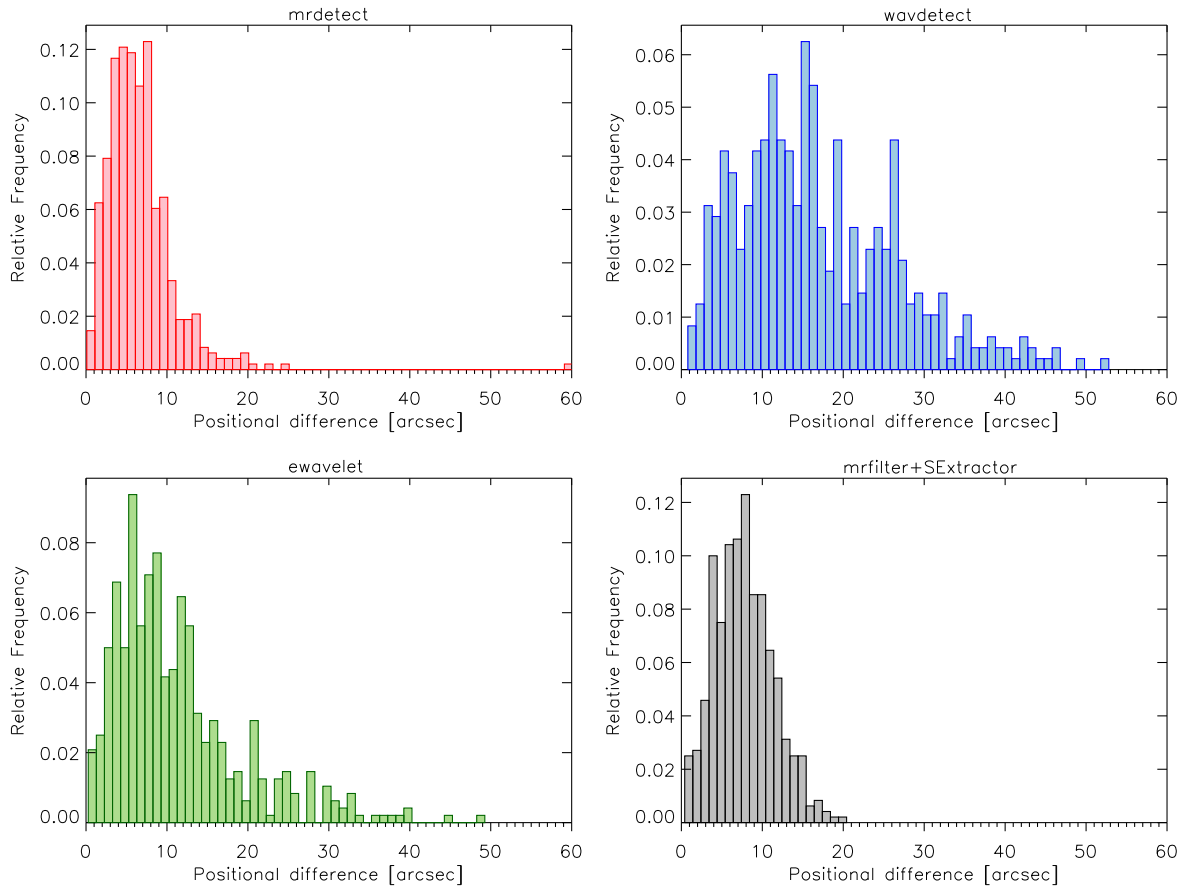 mrdetect
0.12
0.10
0.08
0.06
0.04
0.02
0.00
Relative Frequency
0 10 20 30 40 50 60
Positional difference [arcsec]
wavdetect
0.06
0.05
0.04
0.03
0.02
0.01
0.00
Relative Frequency
0 10 20 30 40 50 60
Positional difference [arcsec]
ewavelet
0.08
0.06
0.04
0.02
0.00
Relative Frequency
0 10 20 30 40 50 60
Positional difference [arcsec]
mrfilter+SExtractor
0.12
0.10
0.08
0.06
0.04
0.02
0.00
Relative Frequency
0 10 20 30 40 50 60
Positional difference [arcsec]